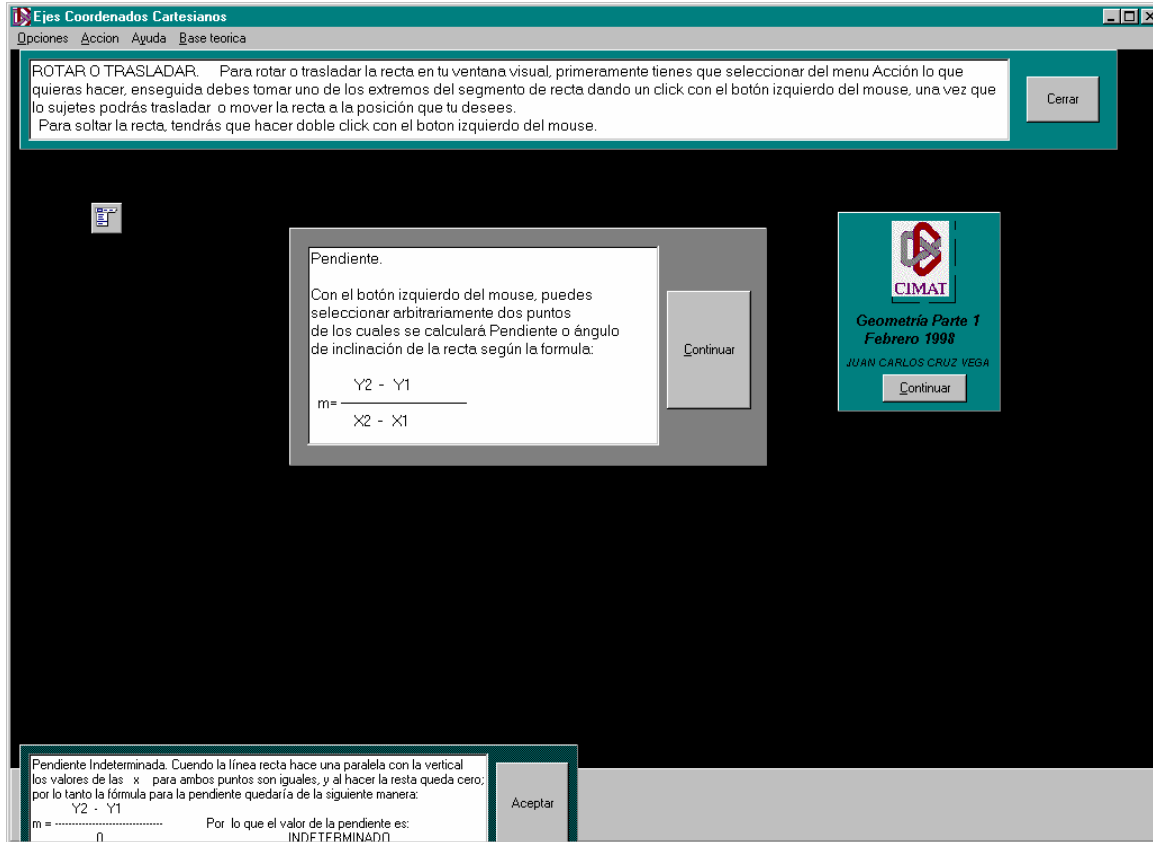 Ejes Coordenados Cartesianos
Opciones Accion Ayuda Base teorica
ROTAR O TRASLADAR. Para rotar o trasladar la recta en tu ventana visual, primeramente tienes que seleccionar del menu Acción lo que
quieras hacer, enseguida debes tomar uno de los extremos del segmento de recta dando un click con el botón izquierdo del mouse, una vez que
lo sujetes podrás trasladar o mover la recta a la posición que tu desees.
Para soltar la recta, tendrás que hacer doble click con el boton izquierdo del mouse.
Cerrar
Pendiente.
Con el botón izquierdo del mouse, puedes
seleccionar arbitrariamente dos puntos
de los cuales se calculará Pendiente o ángulo
de inclinación de la recta según la formula:
Y2 - Y1
m=
X2 - X1
Continuar
CIMAT
Geometría Parte 1
Febrero 1998
JUAN CARLOS CRUZ VEGA
Continuar
Pendiente Indeterminada. Cuendo la línea recta hace una paralela con la vertical
los valores de las x para ambos puntos son iguales, y al hacer la resta queda cero;
por lo tanto la fórmula para la pendiente quedaría de la siguiente manera:
Y2 - Y1
m = ------------------------------ Por lo que el valor de la pendiente es:
0 INDETERMINADO
Aceptar